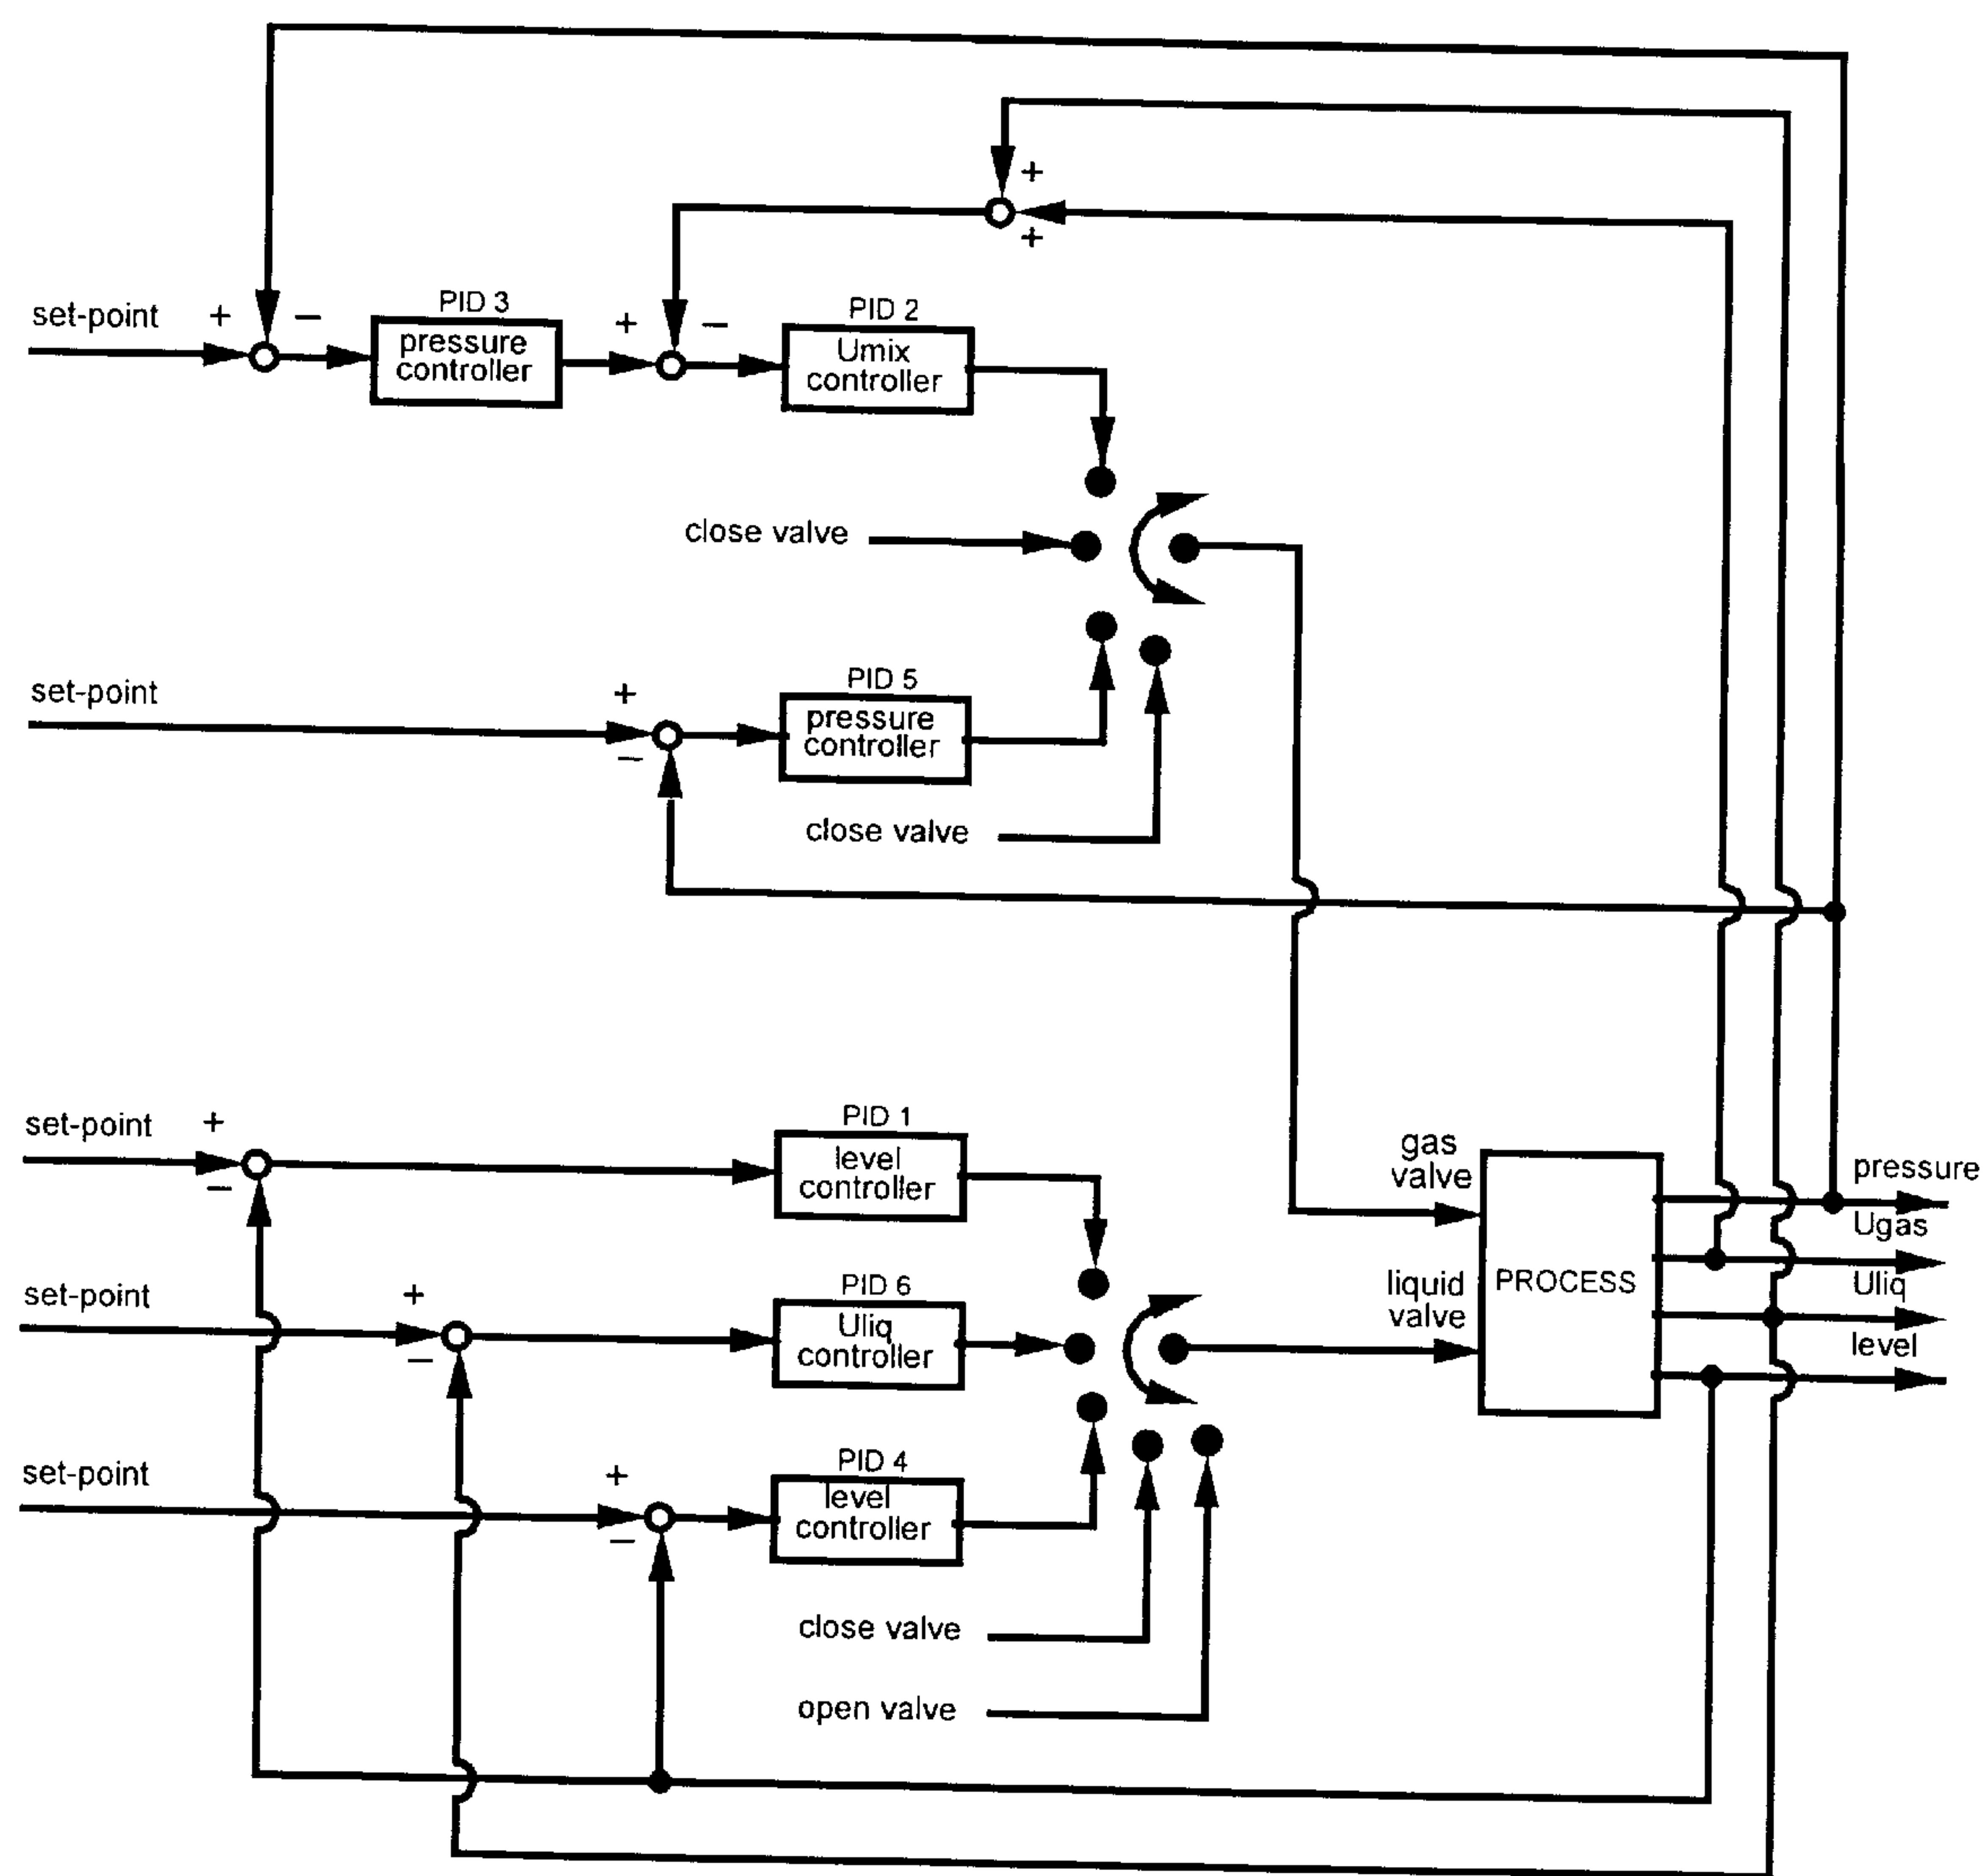 +
+
PID 3
set-point + −
pressure
controller
+ −
PID 2
Umix
controller
close valve
set-point
+
−
PID 5
pressure
controller
close valve
set-point +
−
PID 1
level
controller
gas
valve
pressure
Ugas
set-point +
−
PID 6
Uliq
controller
liquid
valve
PROCESS
Uliq
level
set-point
+
−
PID 4
level
controller
close valve
open valve